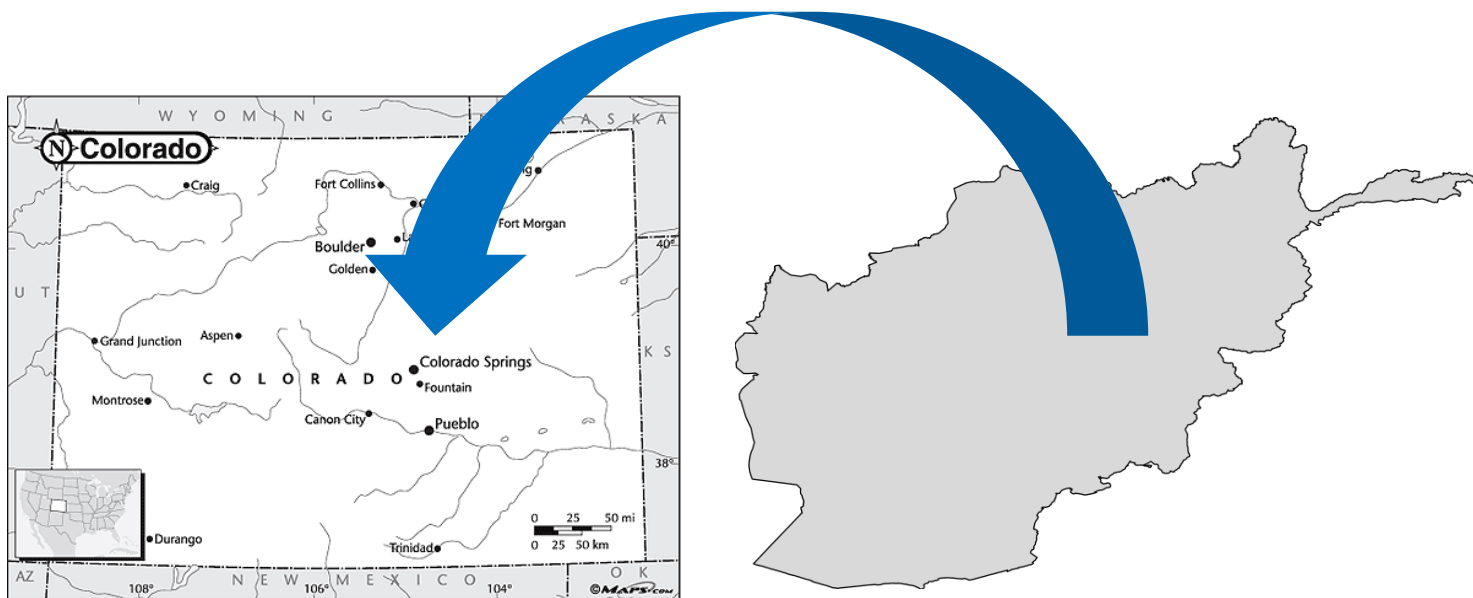 WYOMING
N Colorado
Craig
Fort Collins
Fort Morgan
Boulder
40°
Golden
UT
Grand Junction
Aspen
KS
Colorado Springs
COLORADO
Fountain
Montrose
Canon City
Pueblo
38°
0 25 50 mi
0 25 50 km
Durango
Trinidad
AZ
NEW MEXICO
OK
108°
106°
104°
©MAPS.COM